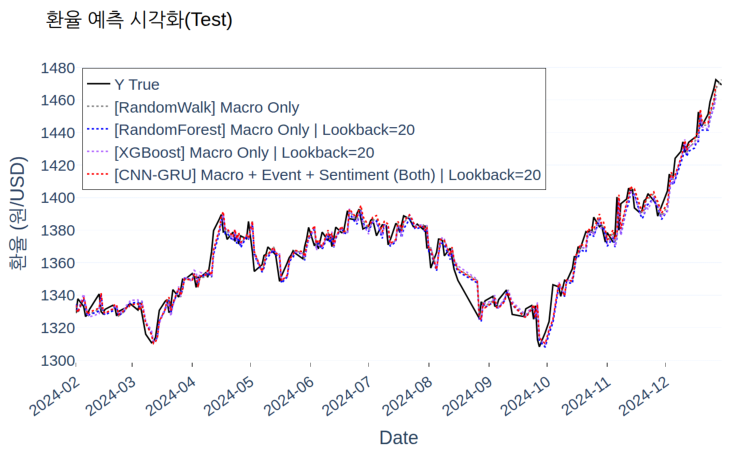 환율 예측 시각화(Test)
환율 (원/USD)
1480
1460
1440
1420
1400
1380
1360
1340
1320
1300
Y True
[RandomWalk] Macro Only
[RandomForest] Macro Only | Lookback=20
[XGBoost] Macro Only | Lookback=20
[CNN-GRU] Macro + Event + Sentiment (Both) | Lookback=20
2024-02
2024-03
2024-04
2024-05
2024-06
2024-07
2024-08
2024-09
2024-10
2024-11
2024-12
Date